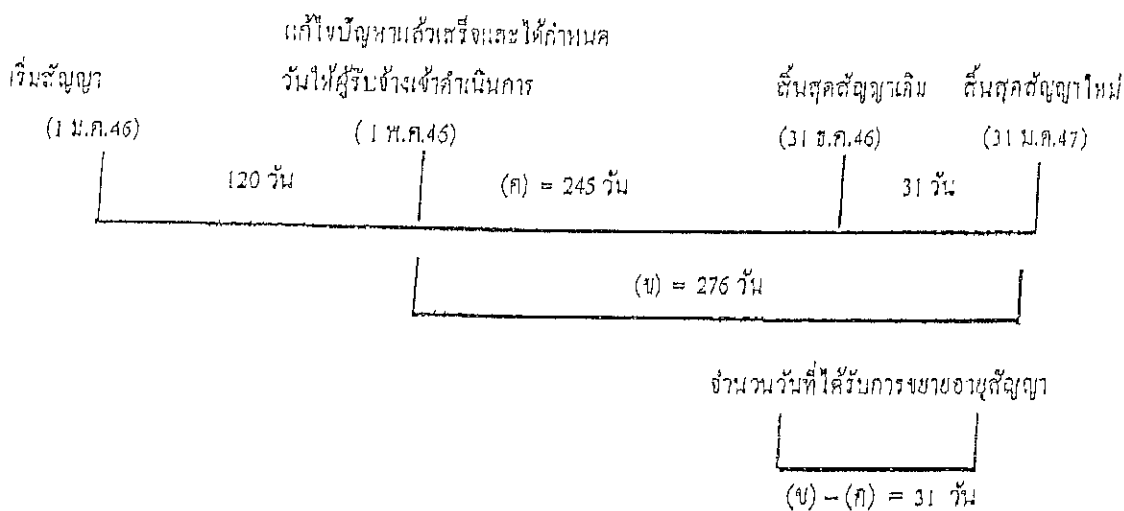 แก้ไขปัญหาแล้วเสร็จและได้กำหนด
เริ่มสัญญา วันให้ผู้รับจ้างเข้าดำเนินการ สิ้นสุดสัญญาเดิม สิ้นสุดสัญญาใหม่
(1 ม.ค.46) (1 พ.ค.46) (31 ธ.ค.46) (31 ม.ค.47)
120 วัน (ค) = 245 วัน 31 วัน
(ข) = 276 วัน
จำนวนวันที่ได้รับการขยายอายุสัญญา
(ข) – (ค) = 31 วัน